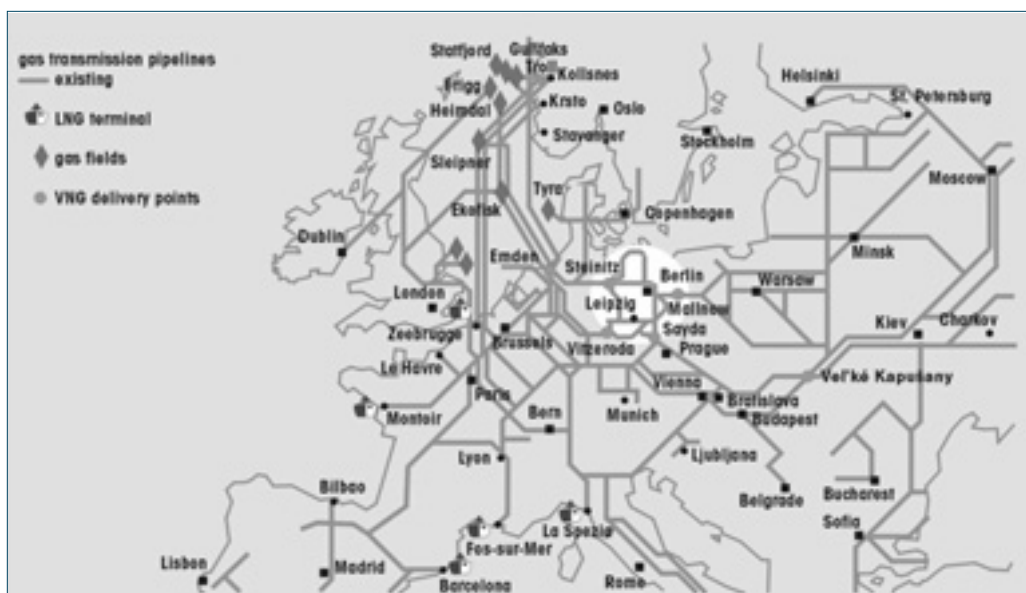 gas transmission pipelines
existing
LNG terminal
gas fields
VNG delivery points
Statfjord
Gullfaks
Troll
Kollsnes
Frigg
Heimdal
Krsto
Oslo
Stavanger
Stockholm
Helsinki
St. Petersburg
Sleipner
Moscow
Ekofisk
Tyra
Copenhagen
Dublin
Minsk
Emden
Steinitz
Berlin
Warsaw
London
Leipzig
Mallnow
Zeebrugge
Brussels
Vitzeroda
Sayda
Prague
Kiev
Charkov
Le Havre
Paris
Vienna
Veľké Kapušany
Montoir
Bern
Munich
Bratislava
Budapest
Lyon
Ljubljana
Belgrade
Bucharest
Bilbao
La Spezia
Sofia
Fos-sur-Mer
Lisbon
Madrid
Barcelona
Rome